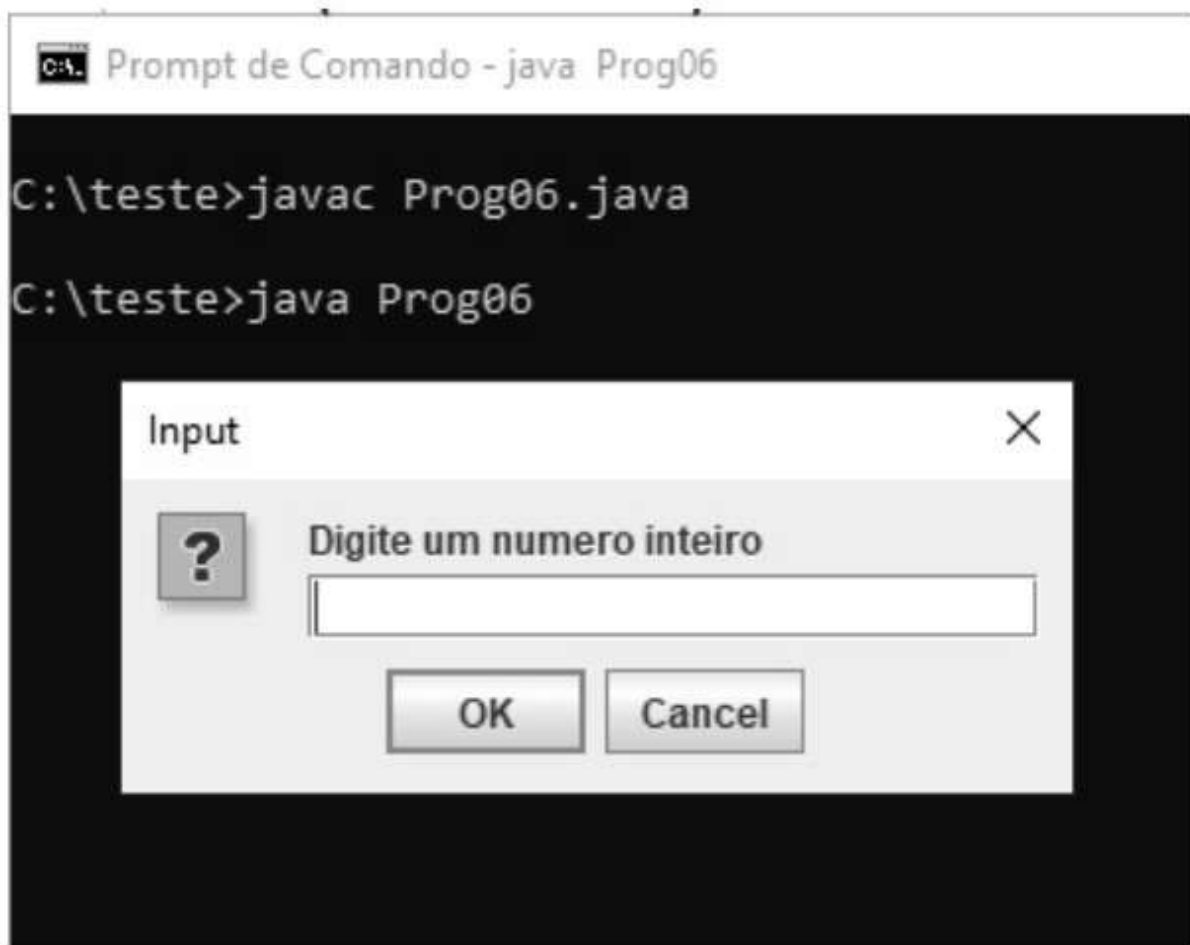 Prompt de Comando - java Prog06
C:\teste>javac Prog06.java
C:\teste>java Prog06
Input
Digite um numero inteiro
OK Cancel